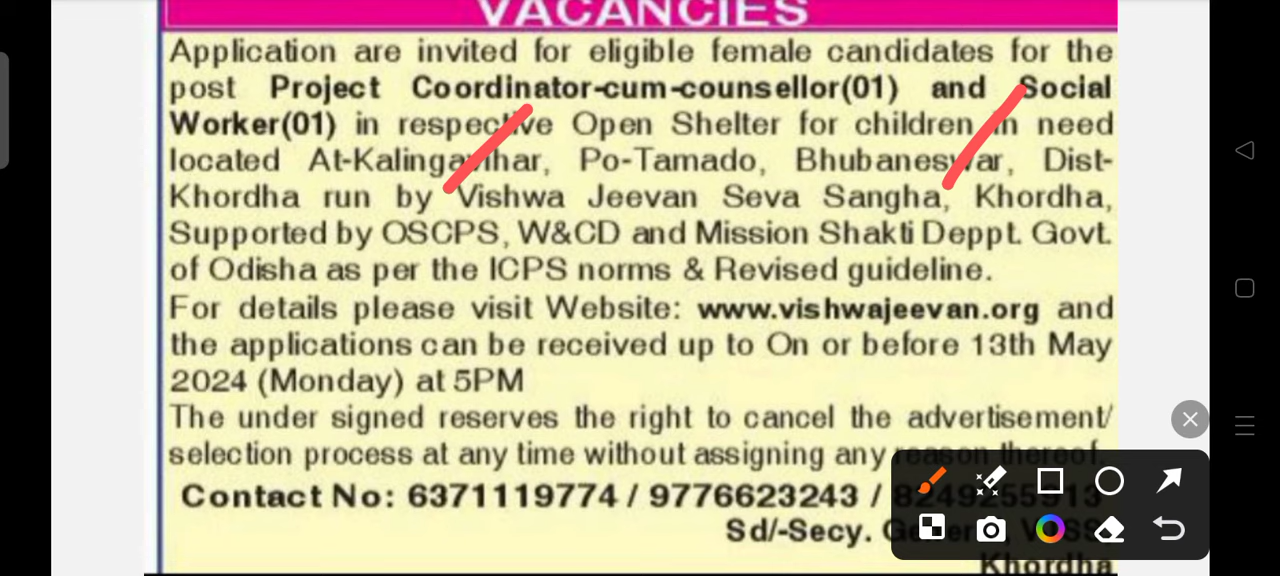 VACANCIES
Application are invited for eligible female candidates for the
post Project Coordinator-cum-counsellor(01) and Social
Worker(01) in respective Open Shelter for children in need
located At-Kalingavihar, Po-Tamado, Bhubaneswar, Dist-
Khordha run by Vishwa Jeevan Seva Sangha, Khordha,
Supported by OSCPS, W&CD and Mission Shakti Deppt. Govt.
of Odisha as per the ICPS norms & Revised guideline.
For details please visit Website: www.vishwajeevan.org and
the applications can be received up to On or before 13th May
2024 (Monday) at 5PM
The under signed reserves the right to cancel the advertisement/
selection process at any time without assigning any reason thereof.
Contact No: 6371119774 / 9776623243 /
Sd/-Secy.
Khordha